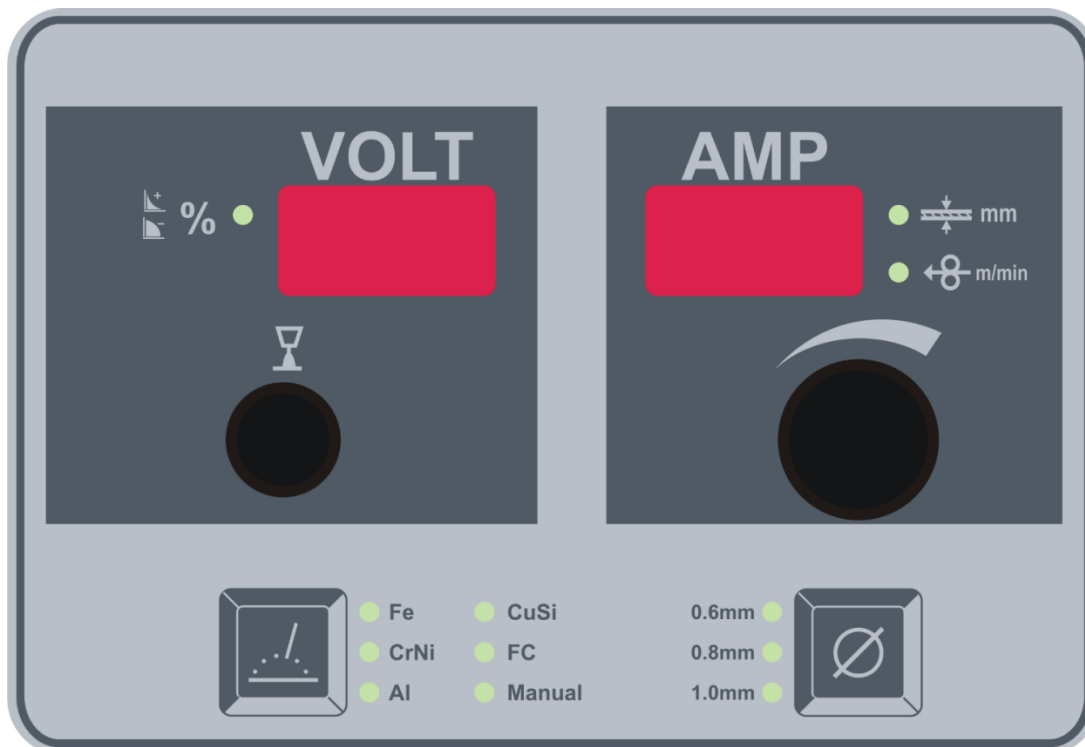 VOLT
AMP
%
mm
m/min
Fe
CuSi
0.6mm
CrNi
FC
0.8mm
Al
Manual
1.0mm